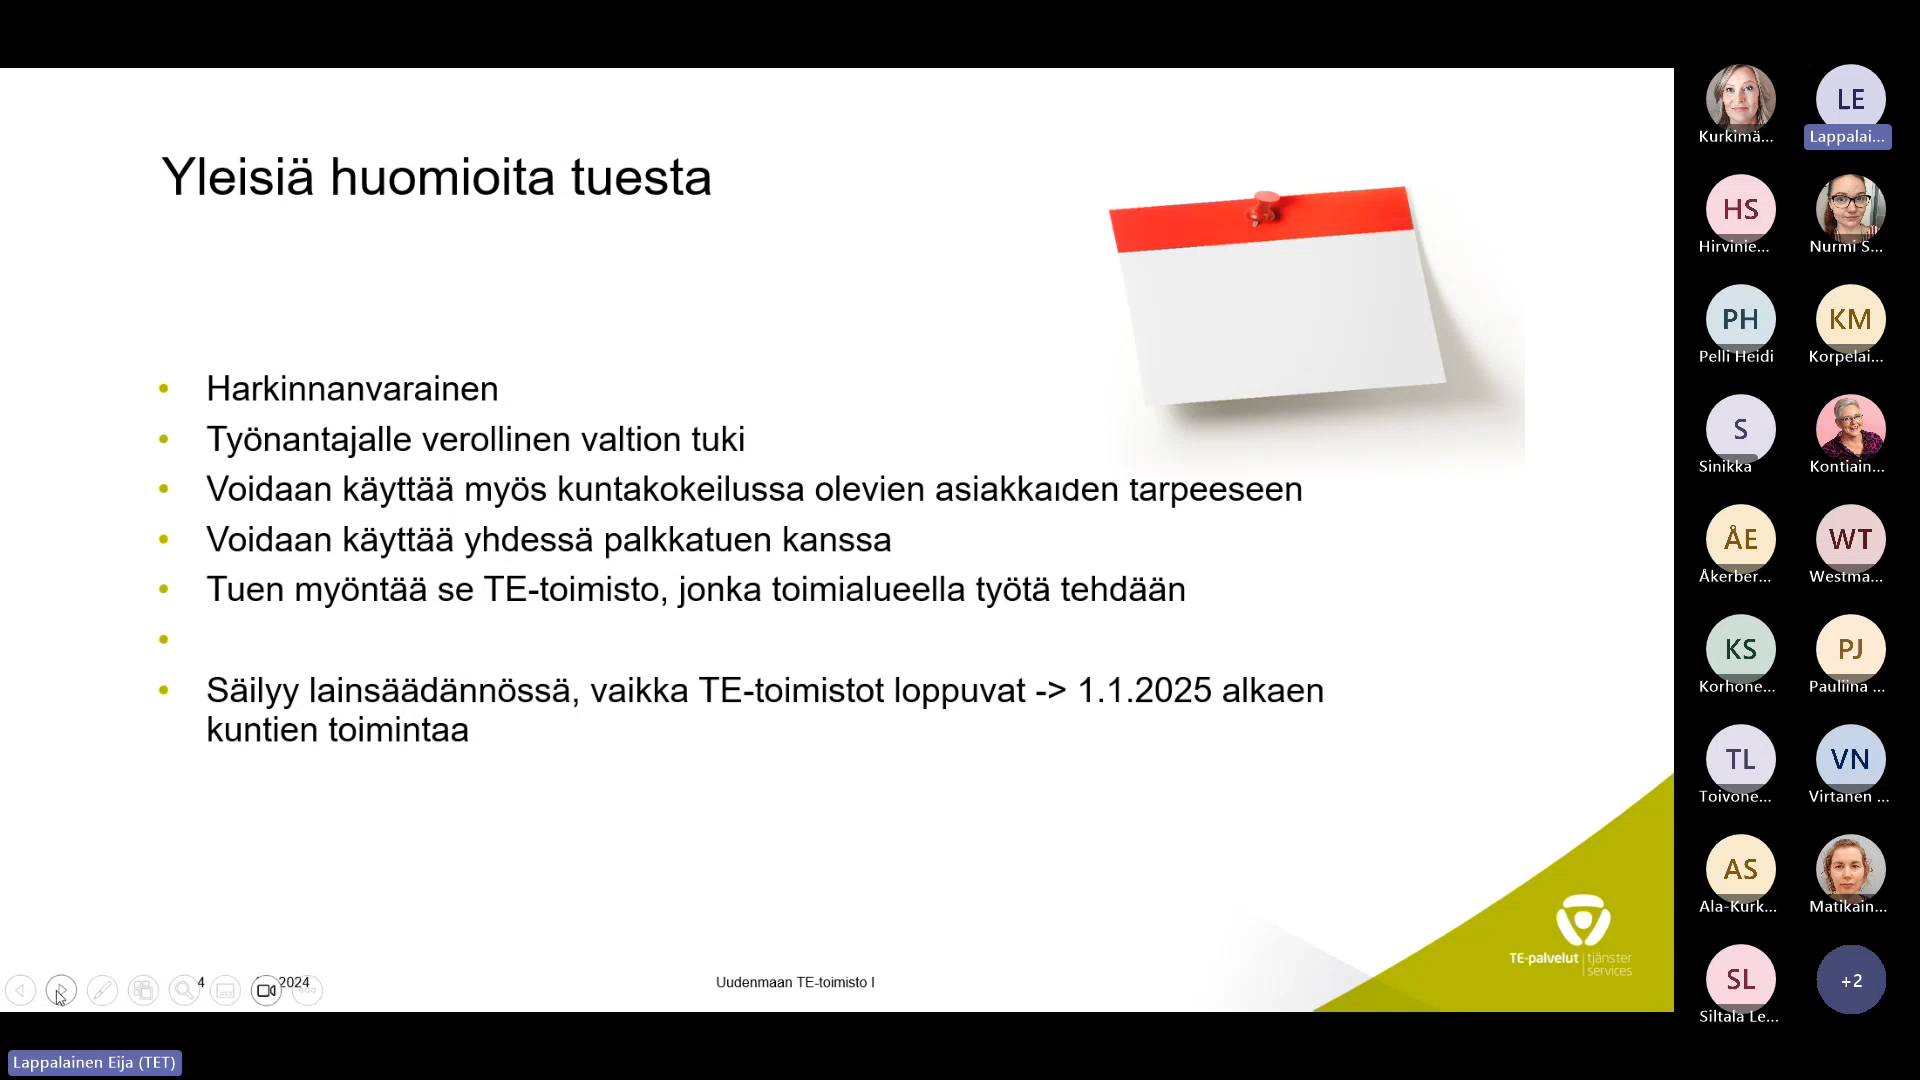 Yleisiä huomioita tuesta
• Harkinnanvarainen
• Työnantajalle verollinen valtion tuki
• Voidaan käyttää myös kuntakokeilussa olevien asiakkaiden tarpeeseen
• Voidaan käyttää yhdessä palkkatuen kanssa
• Tuen myöntää se TE-toimisto, jonka toimialueella työtä tehdään
•
• Säilyy lainsäädännössä, vaikka TE-toimistot loppuvat -> 1.1.2025 alkaen
kuntien toimintaa
4
2024
Uudenmaan TE-toimisto I
TE-palvelut | tjänster
services
Lappalainen Eija (TET)
Kurkimä...
LE
Lappalai...
HS
Hirvinie...
Nurmi S...
PH
Pelli Heidi
KM
Korpelai...
S
Sinikka
Kontiain...
ÅE
Åkerber...
WT
Westma...
KS
Korhone...
PJ
Pauliina ...
TL
Toivone...
VN
Virtanen ...
AS
Ala-Kurk...
Matikain...
SL
Siltala Le...
+2